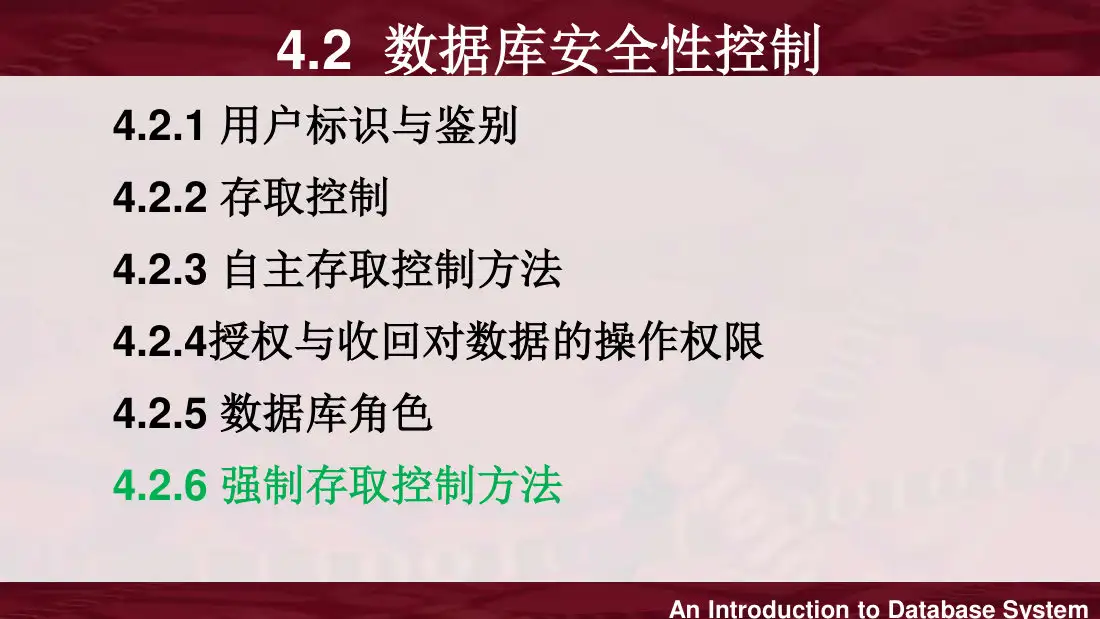 4.2 数据库安全性控制
4.2.1 用户标识与鉴别
4.2.2 存取控制
4.2.3 自主存取控制方法
4.2.4授权与收回对数据的操作权限
4.2.5 数据库角色
4.2.6 强制存取控制方法
An Introduction to Database System